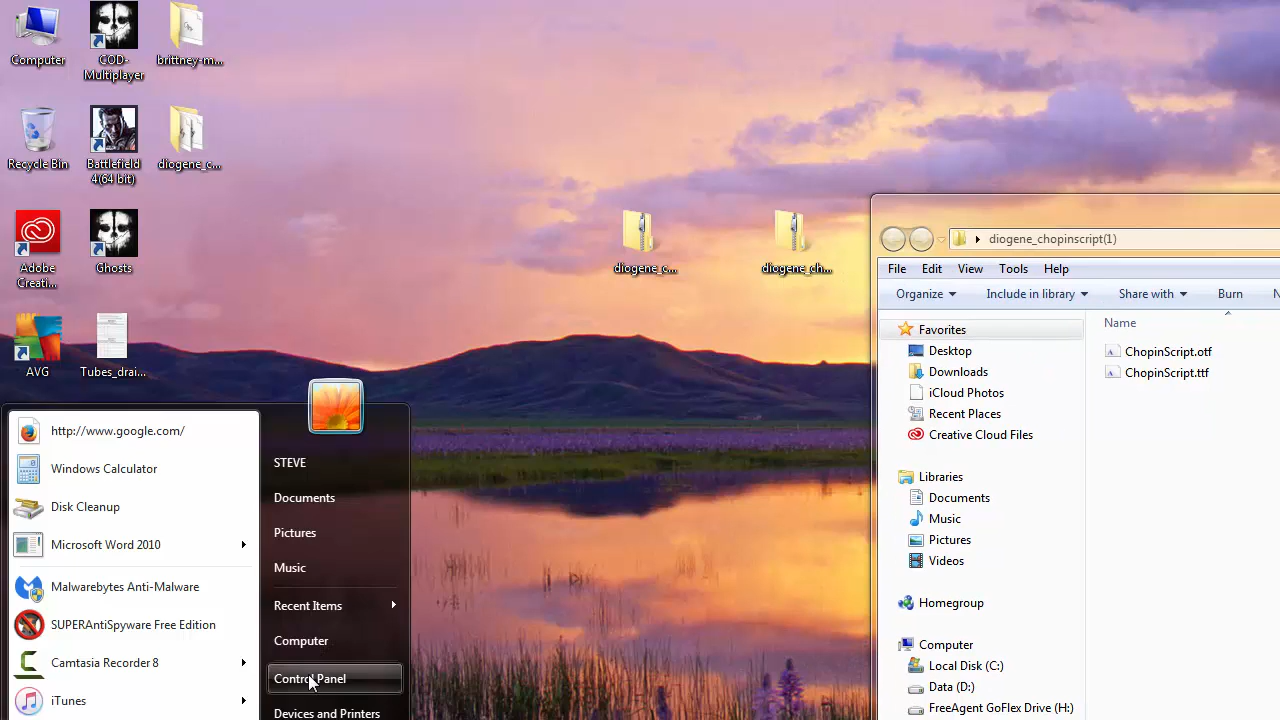 Computer
COD-
Multiplayer
brittney-m...
Recycle Bin
Battlefield
4(64 bit)
diogene_c...
Adobe
Creati...
Ghosts
AVG
Tubes_drai...
diogene_c...
diogene_ch...
http://www.google.com/
Windows Calculator
Disk Cleanup
Microsoft Word 2010
Malwarebytes Anti-Malware
SUPERAntiSpyware Free Edition
Camtasia Recorder 8
iTunes
STEVE
Documents
Pictures
Music
Recent Items
Computer
Control Panel
Devices and Printers
diogene_chopinscript(1)
File Edit View Tools Help
Organize Include in library Share with Burn N
Favorites
Desktop
Downloads
iCloud Photos
Recent Places
Creative Cloud Files
Libraries
Documents
Music
Pictures
Videos
Homegroup
Computer
Local Disk (C:)
Data (D:)
FreeAgent GoFlex Drive (H:)
Name
ChopinScript.otf
ChopinScript.ttf